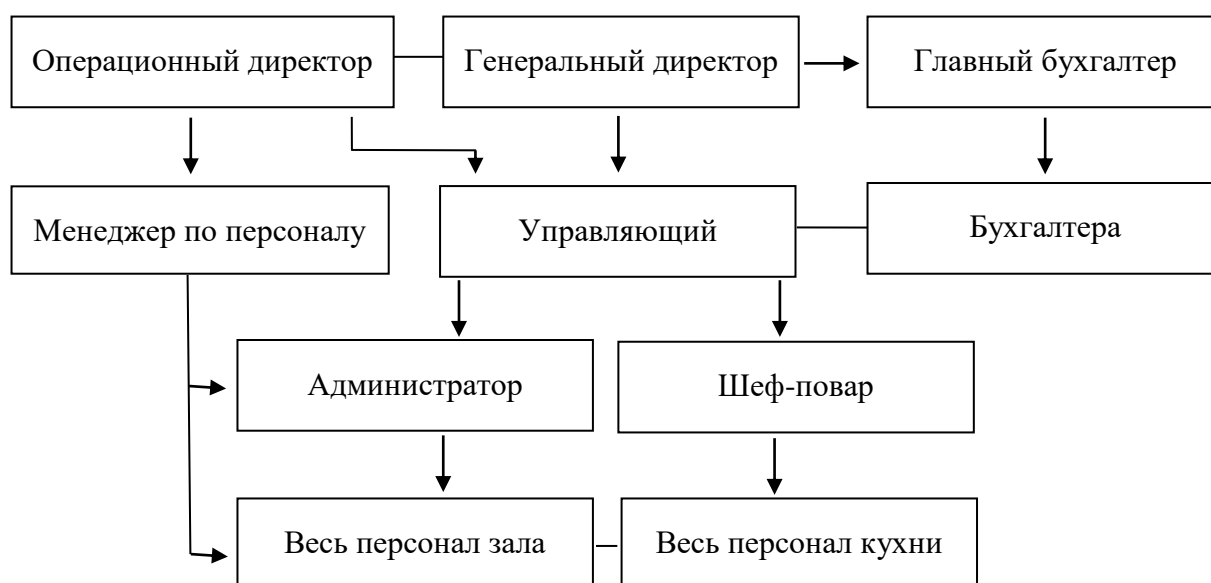 Операционный директор
Генеральный директор
Главный бухгалтер
Менеджер по персоналу
Управляющий
Бухгалтера
Администратор
Шеф-повар
Весь персонал зала
Весь персонал кухни